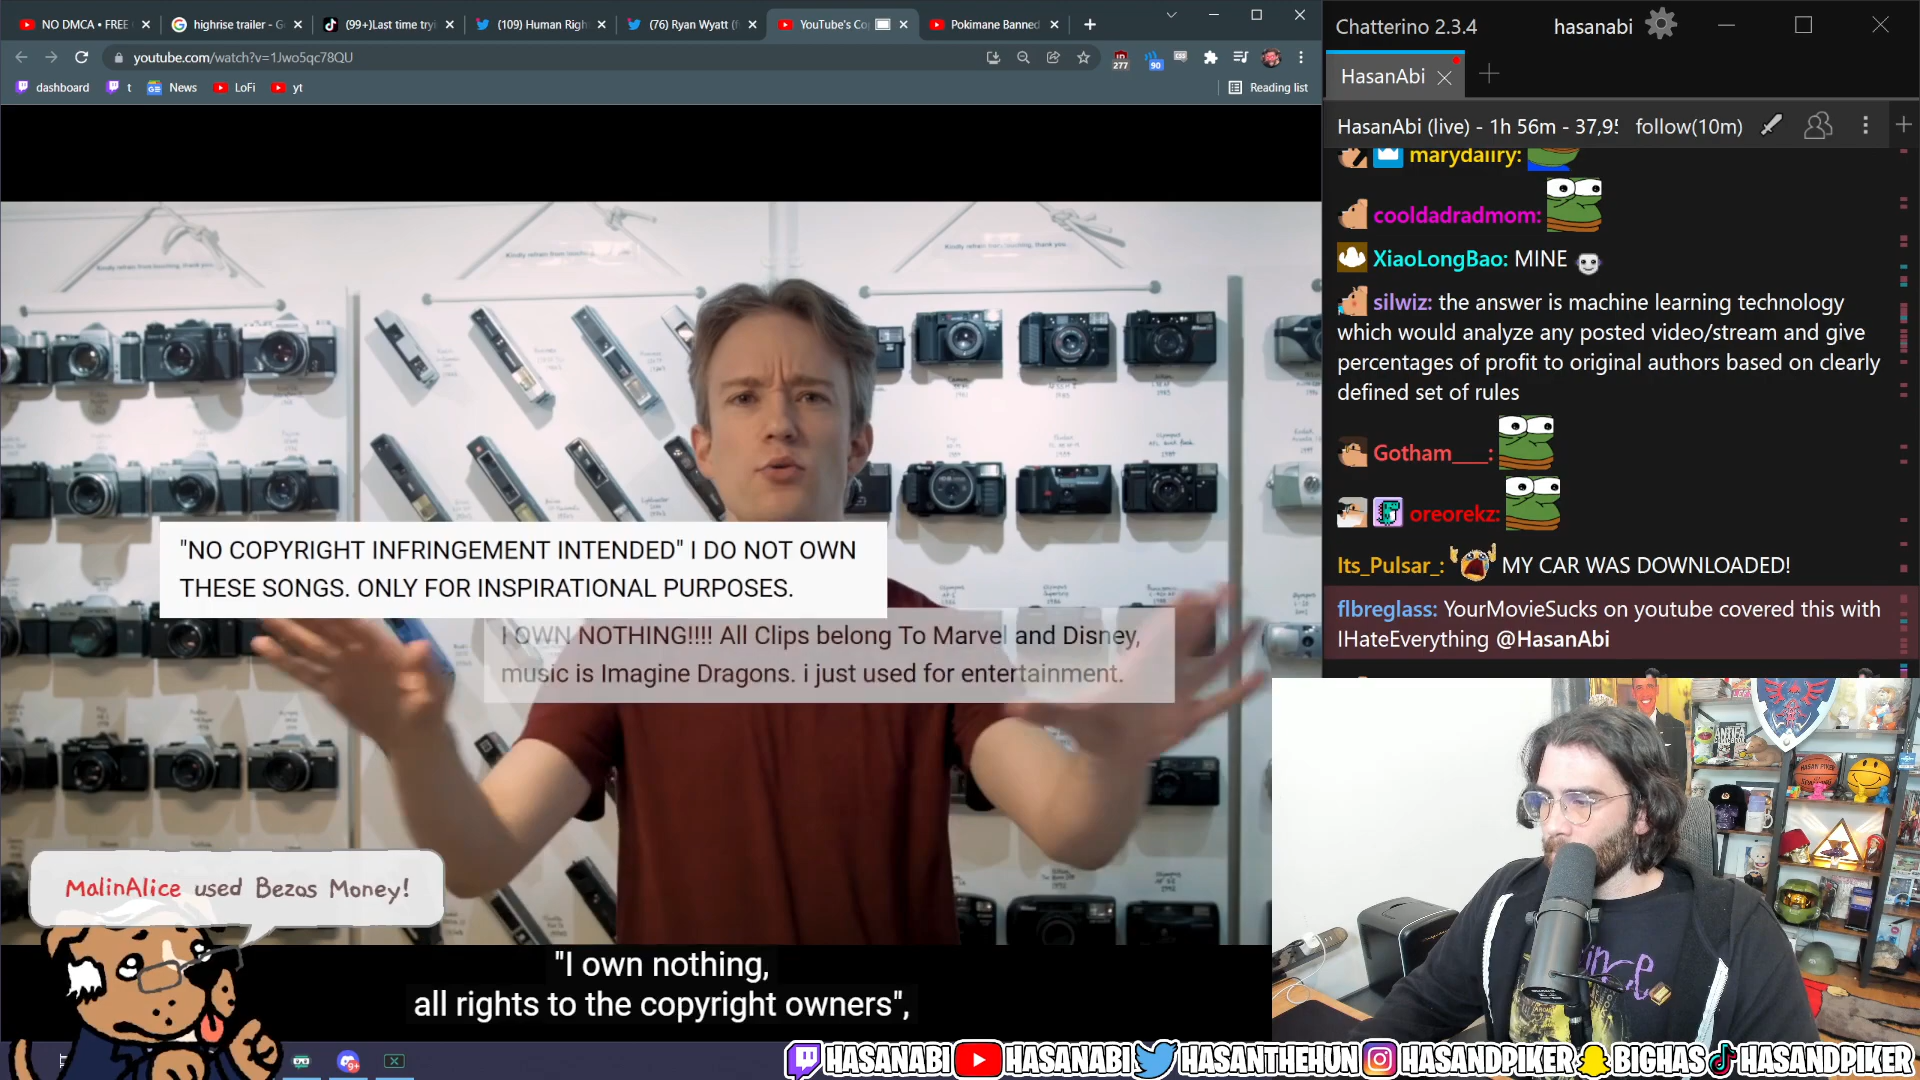 NO DMCA • FREE
highrise trailer - G
(99+)Last time try
(109) Human Righ
(76) Ryan Wyatt (
YouTube's Co
Pokimane Banned
youtube.com/watch?v=1Jwo5qc78QU
277
90
dashboard
t
News
LoFi
yt
Reading list
"NO COPYRIGHT INFRINGEMENT INTENDED" I DO NOT OWN
THESE SONGS. ONLY FOR INSPIRATIONAL PURPOSES.
I OWN NOTHING!!!! All Clips belong To Marvel and Disney,
music is Imagine Dragons. i just used for entertainment.
MalinAlice used Bezos Money!
"I own nothing,
all rights to the copyright owners",
Chatterino 2.3.4
hasanabi
HasanAbi
HasanAbi (live) - 1h 56m - 37,95
follow(10m)
marydaiiry:
cooldadradmom:
XiaoLongBao: MINE
silwiz: the answer is machine learning technology
which would analyze any posted video/stream and give
percentages of profit to original authors based on clearly
defined set of rules
Gotham____:
oreorekz:
Its_Pulsar_: MY CAR WAS DOWNLOADED!
flbreglass: YourMovieSucks on youtube covered this with
IHateEverything @HasanAbi
HASANABI
HASANABI
HASANTHEHUN
HASANDPIKER
BIGHAS
HASANDPIKER